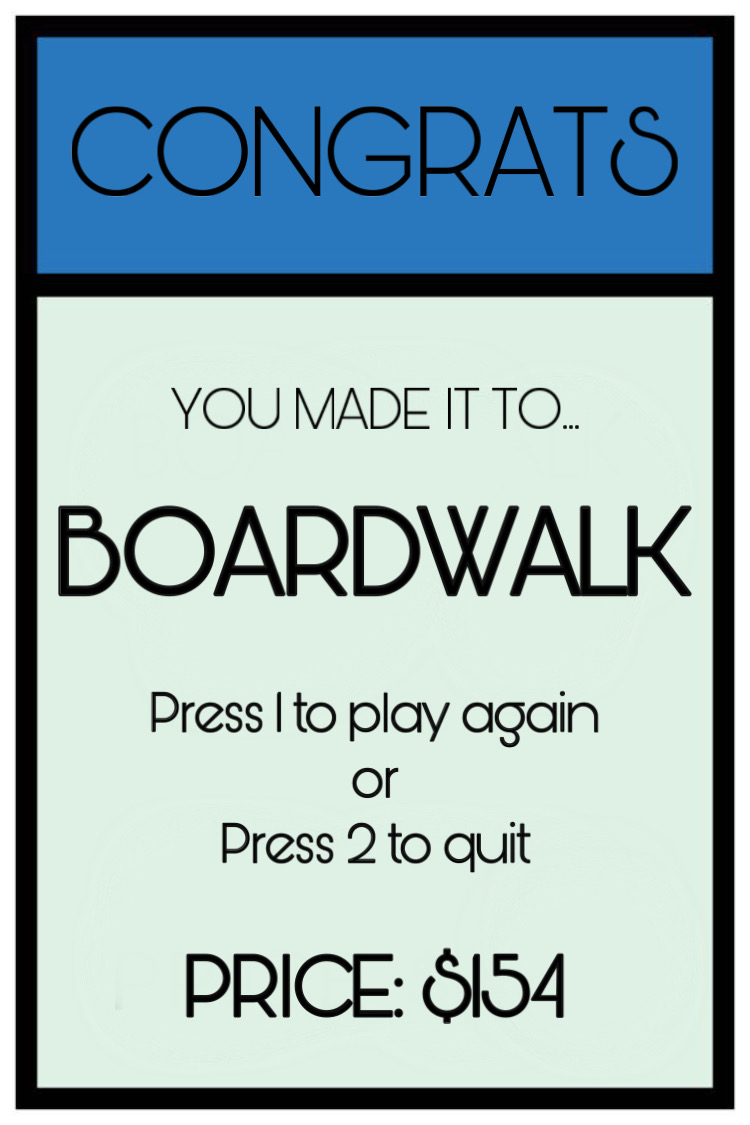 CONGRATS
YOU MADE IT TO...
BOARDWALK
Press 1 to play again
or
Press 2 to quit
PRICE: $154